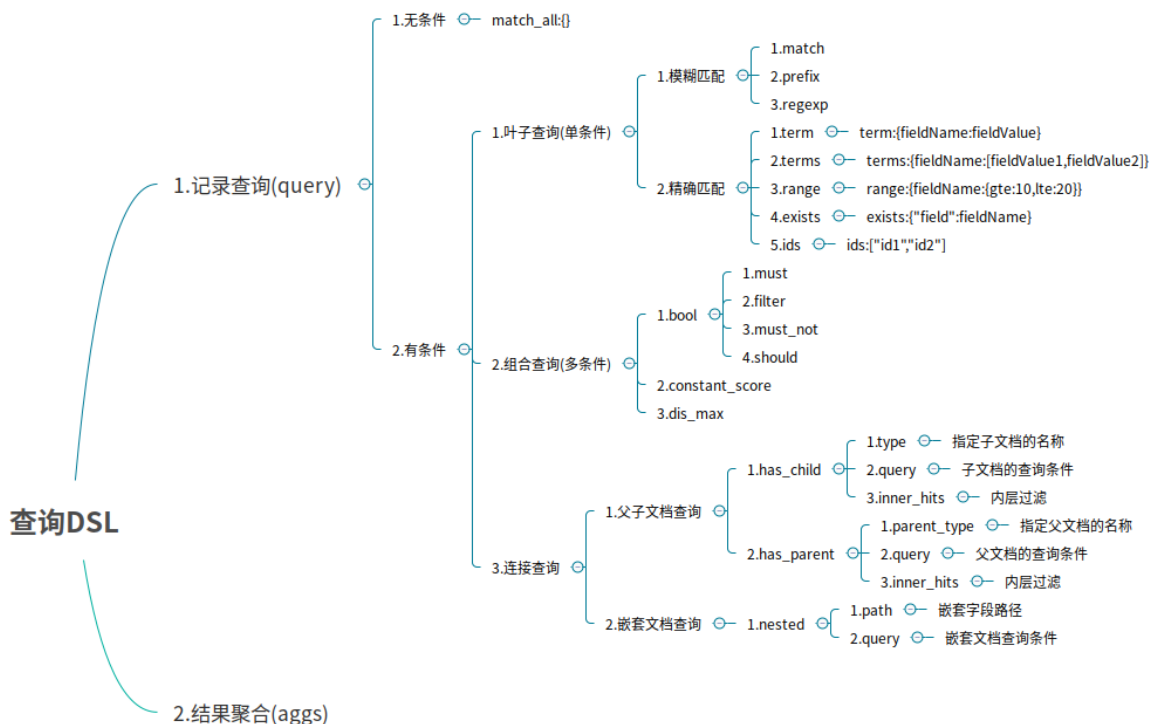 查询DSL
1.记录查询(query)
1.无条件
match_all:{}
2.有条件
1.叶子查询(单条件)
1.模糊匹配
1.match
2.prefix
3.regexp
2.精确匹配
1.term
term:{fieldName:fieldValue}
2.terms
terms:{fieldName:[fieldValue1,fieldValue2]}
3.range
range:{fieldName:{gte:10,lte:20}}
4.exists
exists:{"field":fieldName}
5.ids
ids:["id1","id2"]
2.组合查询(多条件)
1.bool
1.must
2.filter
3.must_not
4.should
2.constant_score
3.dis_max
3.连接查询
1.父子文档查询
1.has_child
1.type
指定子文档的名称
2.query
子文档的查询条件
3.inner_hits
内层过滤
2.has_parent
1.parent_type
指定父文档的名称
2.query
父文档的查询条件
3.inner_hits
内层过滤
2.嵌套文档查询
1.nested
1.path
嵌套字段路径
2.query
嵌套文档查询条件
2.结果聚合(aggs)